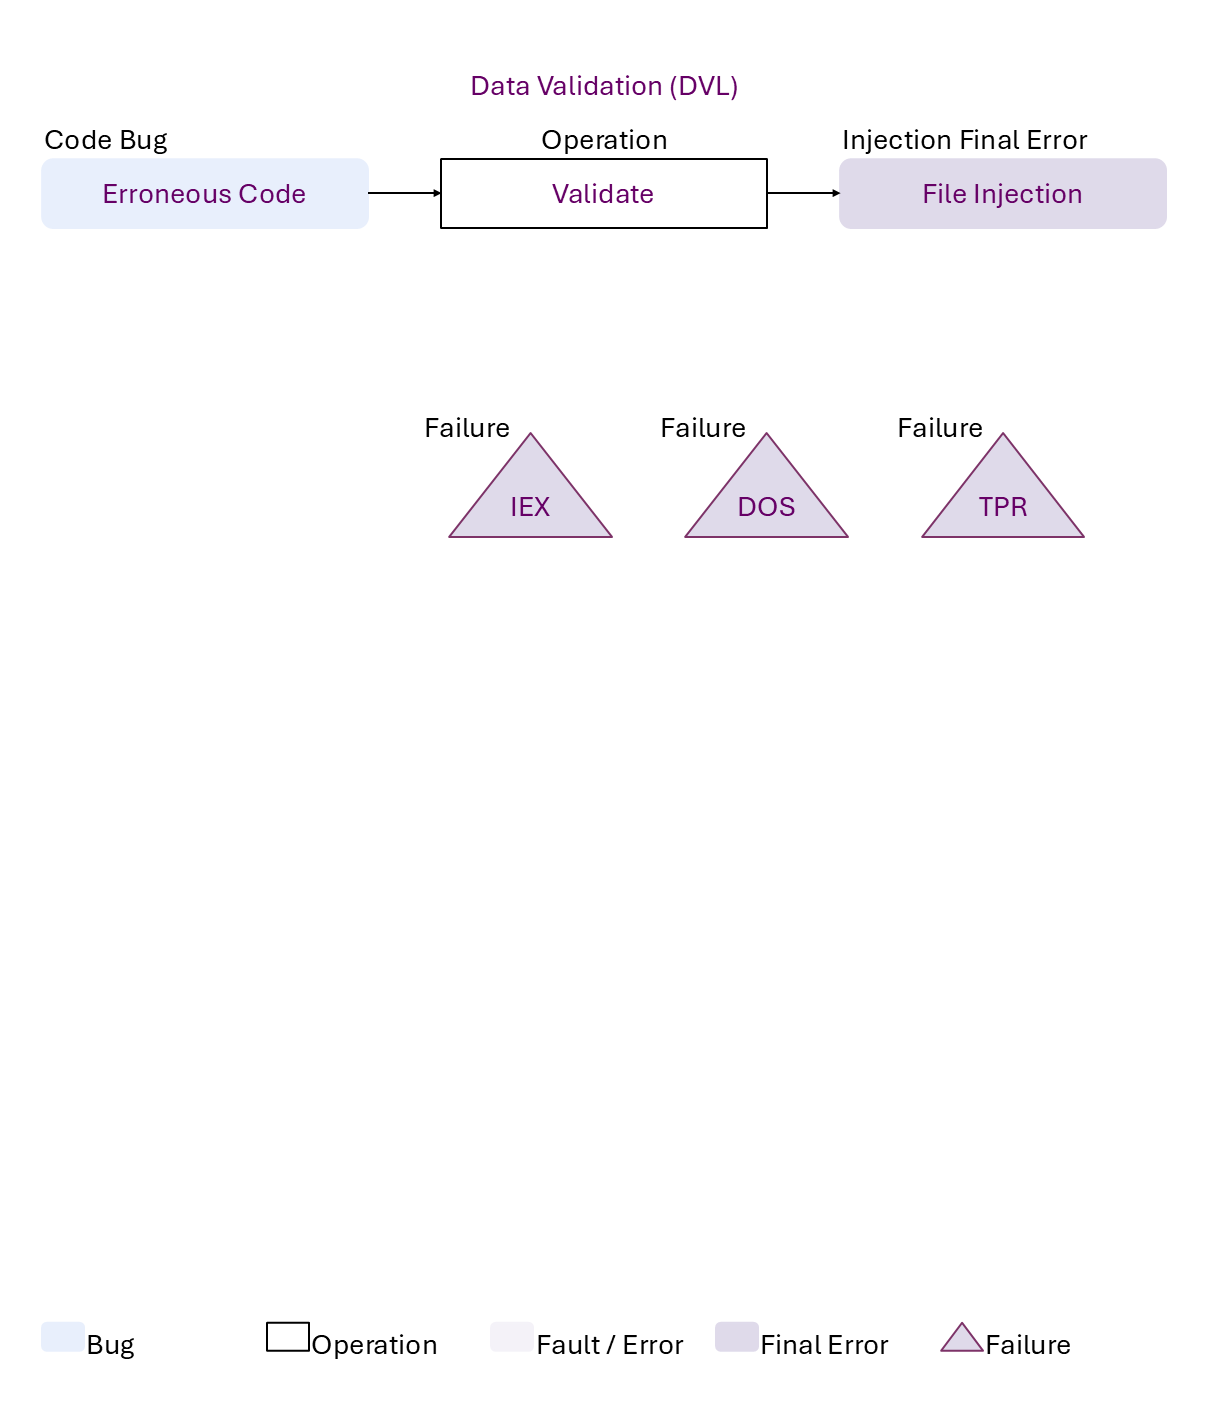 Data Validation (DVL)
Code Bug
Operation
Injection Final Error
Erroneous Code
Validate
File Injection
Failure
Failure
Failure
IEX
DOS
TPR
Bug
Operation
Fault / Error
Final Error
Failure